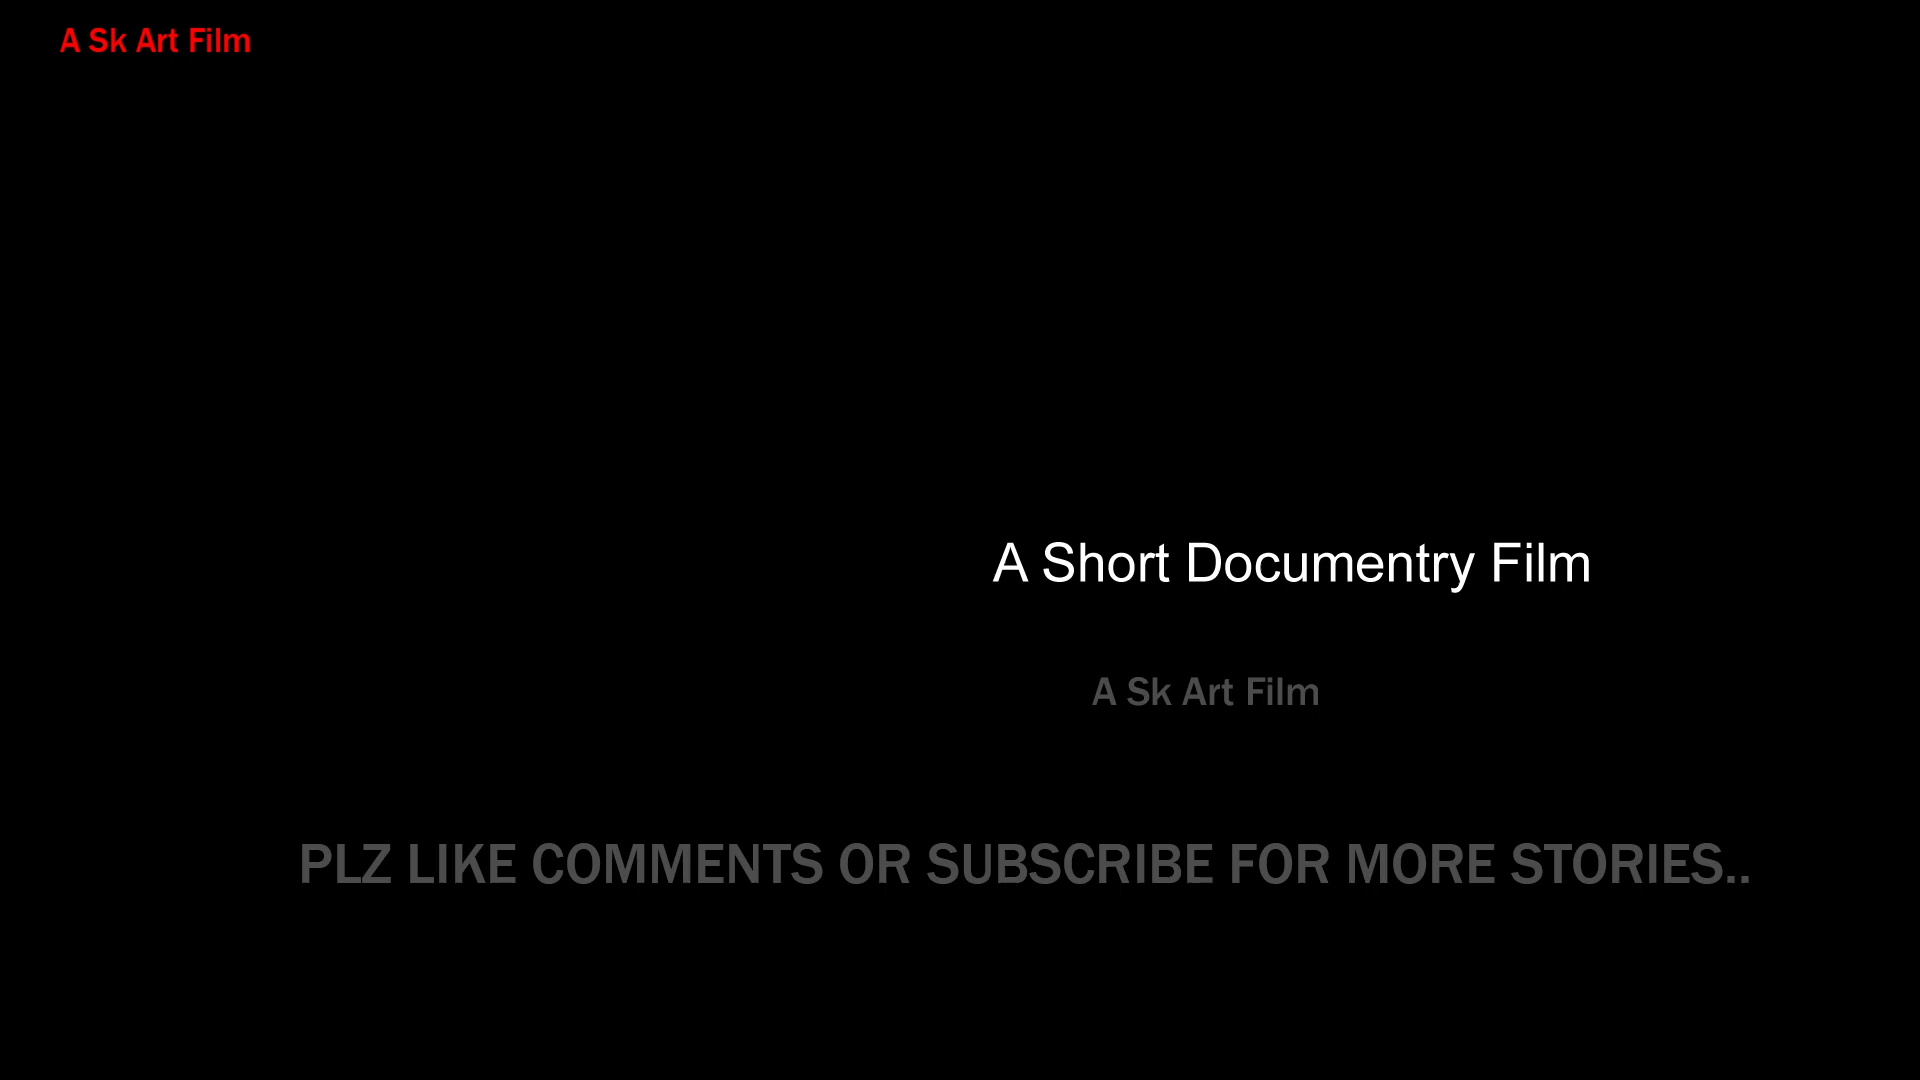 A Sk Art Film
A Short Documentry Film
A Sk Art Film
PLZ LIKE COMMENTS OR SUBSCRIBE FOR MORE STORIES..